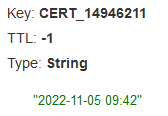 Key: CERT_14946211
TTL: -1
Type: String
"2022-11-05 09:42"